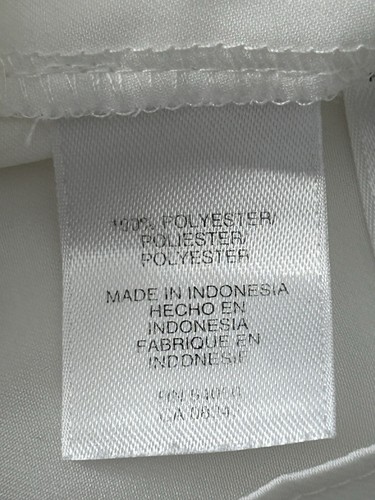 100% POLYESTER/
POLIESTER/
POLYESTER
MADE IN INDONESIA
HECHO EN
INDONESIA
FABRIQUE EN
INDONESIE